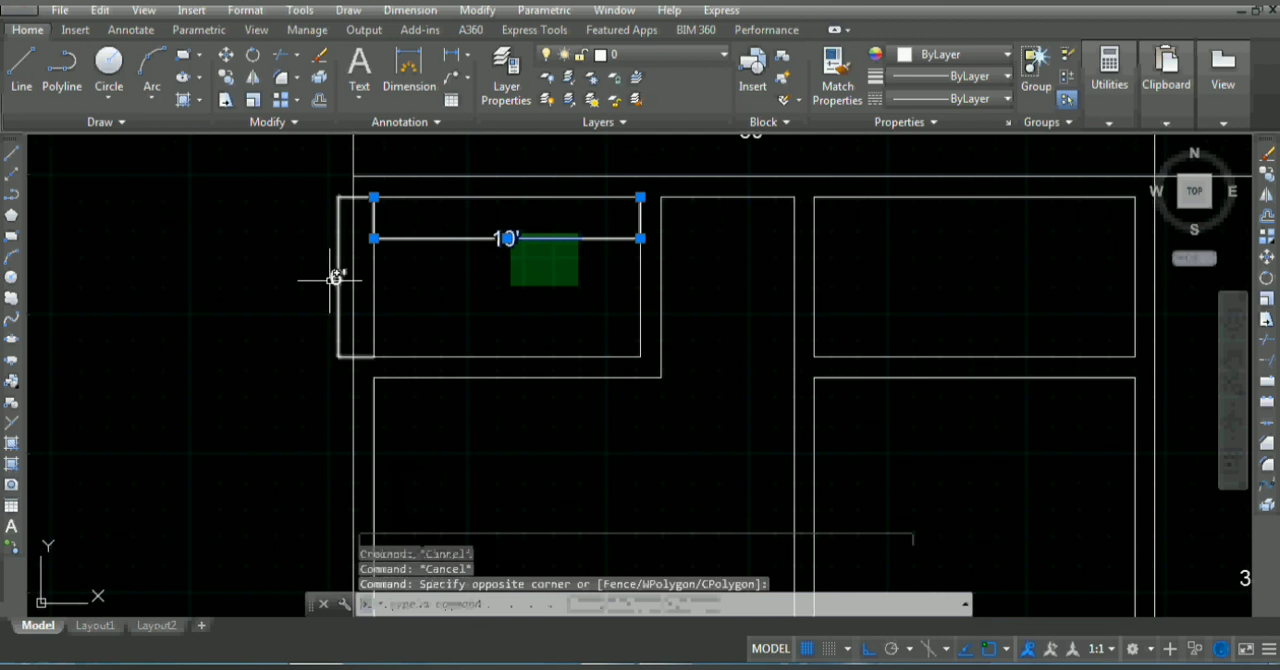 File Edit View Insert Format Tools Draw Dimension Modify Parametric Window Help Express
Home Insert Annotate Parametric View Manage Output Add-ins A360 Express Tools Featured Apps BIM 360 Performance
0
ByLayer
ByLayer
ByLayer
Line Polyline Circle Arc Text Dimension Layer Properties Insert Match Properties Group Utilities Clipboard View
Draw Modify Annotation Layers Block Properties Groups
N
W TOP E
S
10'
6'
Y
X
Command: *Cancel*
Command: *Cancel*
Command: Specify opposite corner or [Fence/WPolygon/CPolygon]:
Type a command
3
A
Model Layout1 Layout2 +
MODEL 1:1